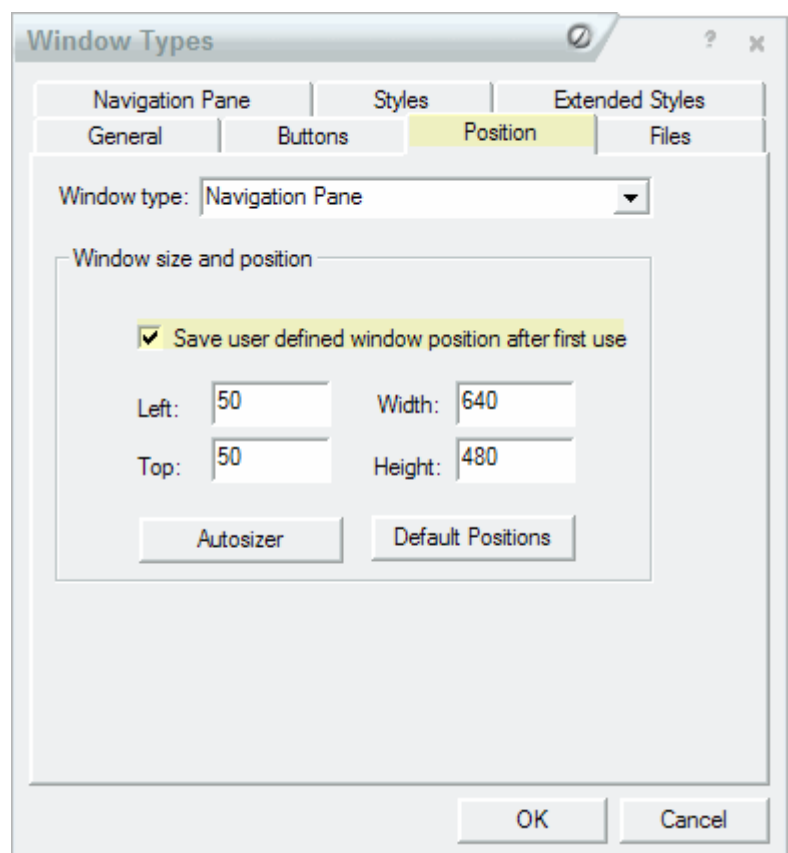 Window Types
?
Navigation Pane Styles Extended Styles
General Buttons Position Files
Window type: Navigation Pane
Window size and position
Save user defined window position after first use
Left: 50 Width: 640
Top: 50 Height: 480
Autosizer Default Positions
OK Cancel